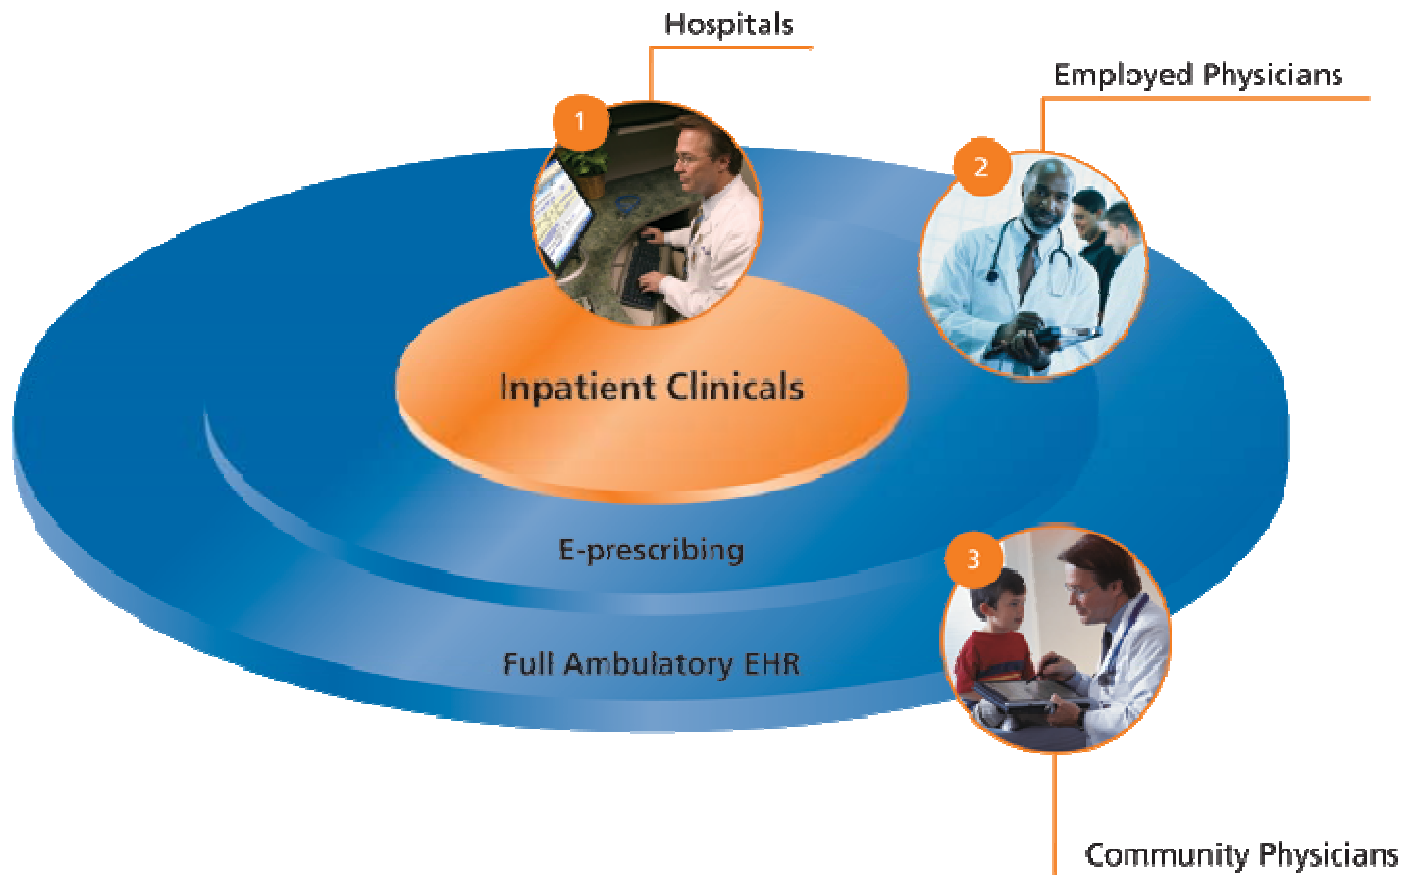 Hospitals
Employed Physicians
1
2
Inpatient Clinicals
E-prescribing
3
Full Ambulatory EHR
Community Physicians